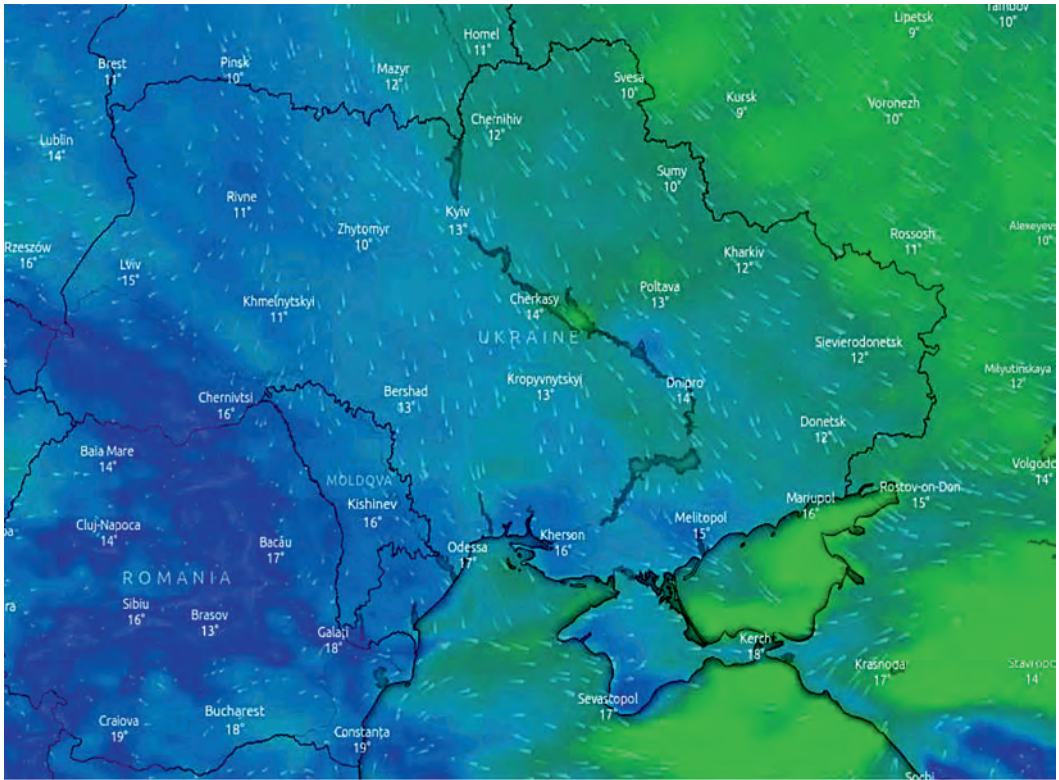 Lipetsk
9°
Tambov
10°
Homel
11°
Brest
11°
Pinsk
10°
Mazyr
12°
Svesa
10°
Kursk
9°
Voronezh
10°
Chernihiv
12°
Lublin
14°
Sumy
10°
Rivne
11°
Kyiv
13°
Zhytomyr
10°
Rossosh
11°
Alexeyevs
10°
Rzeszów
16°
Lviv
15°
Kharkiv
12°
Khmelnytskyi
11°
Cherkasy
14°
Poltava
13°
UKRAINE
Sievierodonetsk
12°
Milyutinskaya
12°
Chernivtsi
16°
Bershad
13°
Kropyvnytskyi
13°
Dnipro
14°
Donetsk
12°
Baia Mare
14°
Volgodo
14°
MOLDOVA
Kishinev
16°
Mariupol
16°
Rostov-on-Don
15°
Cluj-Napoca
14°
Bacău
17°
Odessa
17°
Kherson
16°
Melitopol
15°
ROMANIA
Sibiu
16°
Brasov
13°
Galați
18°
Kerch
18°
Krasnodar
17°
Stavropol
14
Sevastopol
17°
Craiova
19°
Bucharest
18°
Constanța
19°
Sochi